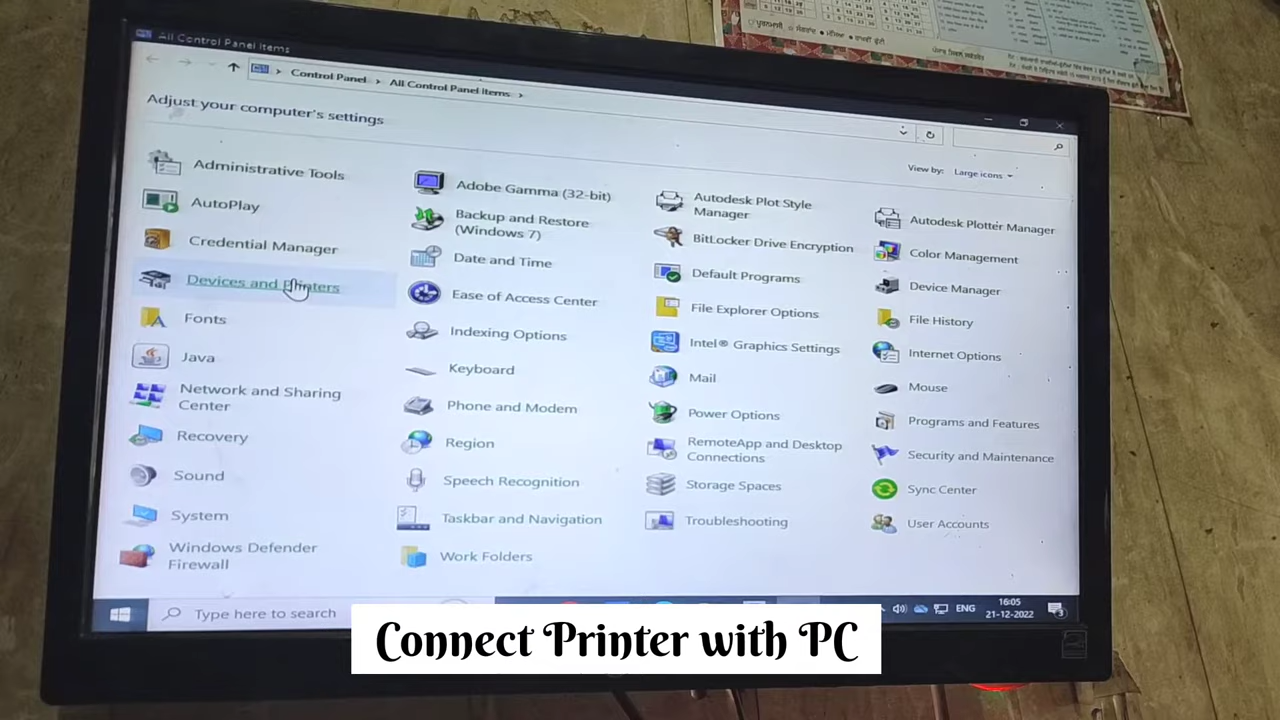 ਪੂਰਨਮਾਸੀ
All Control Panel Items
Control Panel > All Control Panel Items >
Adjust your computer's settings
View by: Large icons
Administrative Tools
AutoPlay
Credential Manager
Devices and Printers
Fonts
Java
Network and Sharing
Center
Recovery
Sound
System
Windows Defender
Firewall
Adobe Gamma (32-bit)
Backup and Restore
(Windows 7)
Date and Time
Ease of Access Center
Indexing Options
Keyboard
Phone and Modem
Region
Speech Recognition
Taskbar and Navigation
Work Folders
Autodesk Plot Style
Manager
BitLocker Drive Encryption
Default Programs
File Explorer Options
Intel® Graphics Settings
Mail
Power Options
RemoteApp and Desktop
Connections
Storage Spaces
Troubleshooting
Autodesk Plotter Manager
Color Management
Device Manager
File History
Internet Options
Mouse
Programs and Features
Security and Maintenance
Sync Center
User Accounts
Type here to search
ENG
16:05
21-12-2022
3
Connect Printer with PC